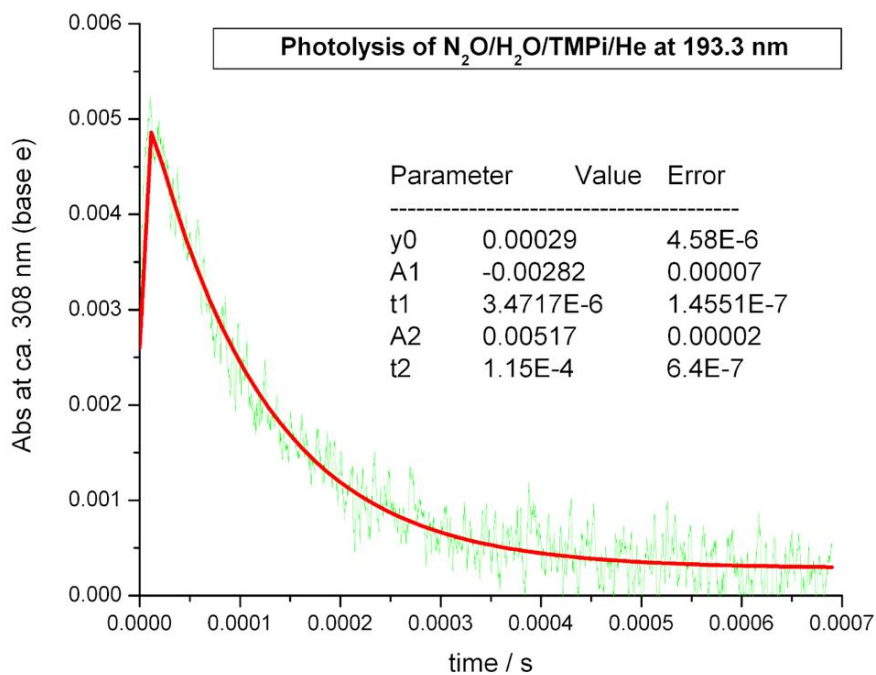 0.006
Photolysis of N2O/H2O/TMPi/He at 193.3 nm
0.005
0.004
0.003
0.002
0.001
0.000
Abs at ca. 308 nm (base e)
Parameter Value Error
-----------------------------------------
y0 0.00029 4.58E-6
A1 -0.00282 0.00007
t1 3.4717E-6 1.4551E-7
A2 0.00517 0.00002
t2 1.15E-4 6.4E-7
0.0000 0.0001 0.0002 0.0003 0.0004 0.0005 0.0006 0.0007
time / s